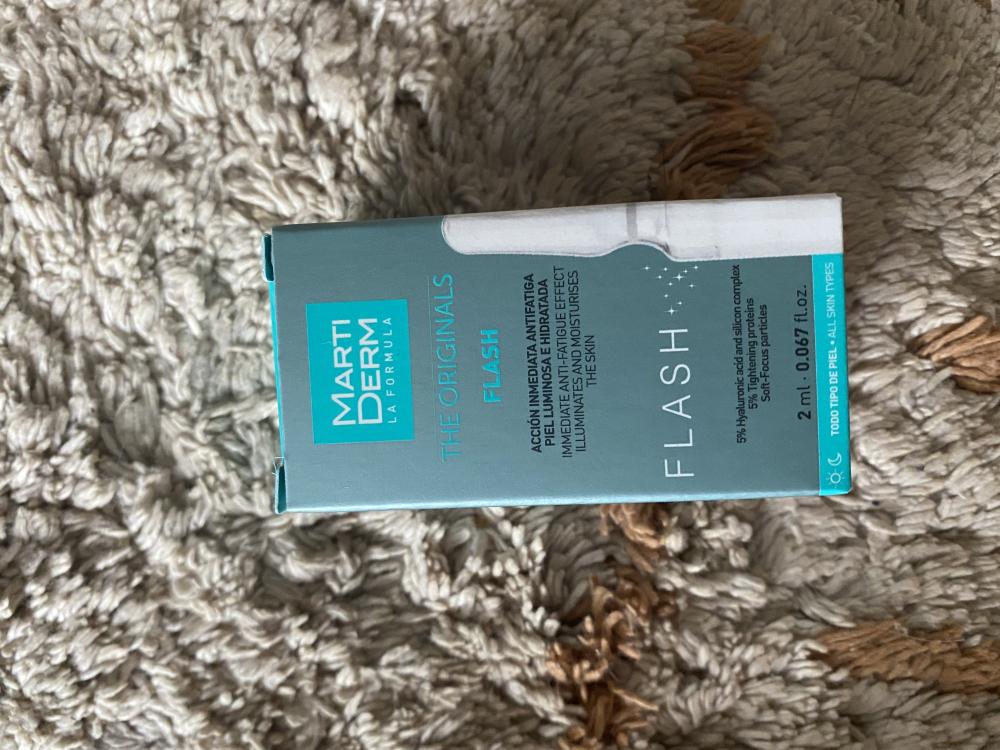 MARTI
DERM
LA FORMULA
THE ORIGINALS
FLASH
ACCIÓN INMEDIATA ANTIFATIGA
PIEL LUMINOSA E HIDRATADA
IMMEDIATE ANTI-FATIGUE EFFECT
ILLUMINATES AND MOISTURISES
THE SKIN
FLASH
5% Hyaluronic acid and silicon complex
5% Tightening proteins
Soft-Focus particles
2 ml · 0.067 fl.oz.
TODO TIPO DE PIEL • ALL SKIN TYPES